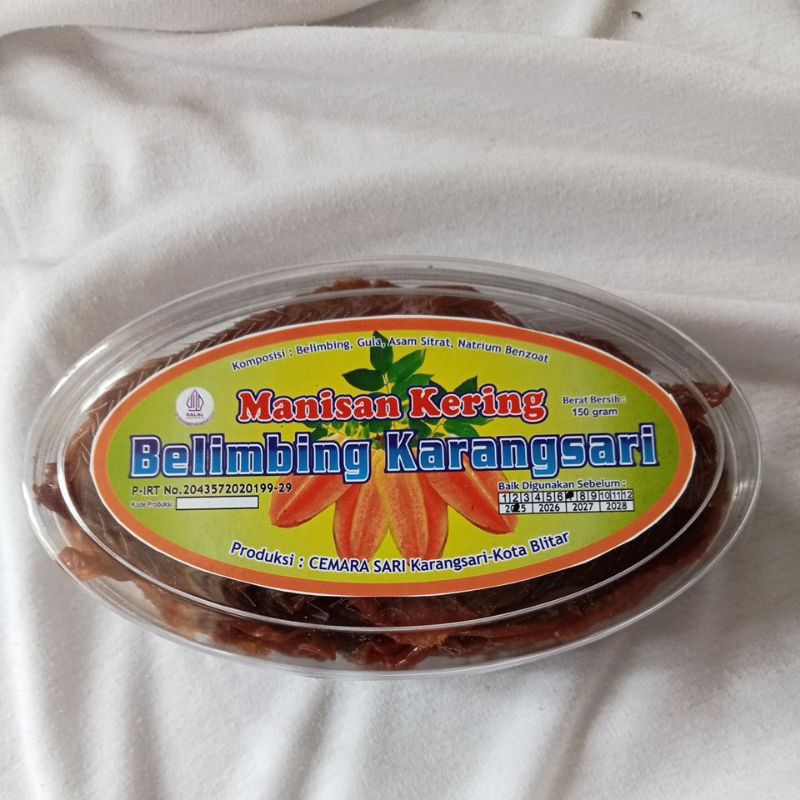 Komposisi : Belimbing, Gula, Asam Sitrat, Natrium Benzoat
HALAL
Manisan Kering
Berat Bersih :
150 gram
Belimbing Karangsari
P-IRT No.2043572020199-29
Kode Produksi:
Baik Digunakan Sebelum :
1 2 3 4 5 6 8 9 10 11 12
2025 2026 2027 2028
Produksi : CEMARA SARI Karangsari-Kota Blitar